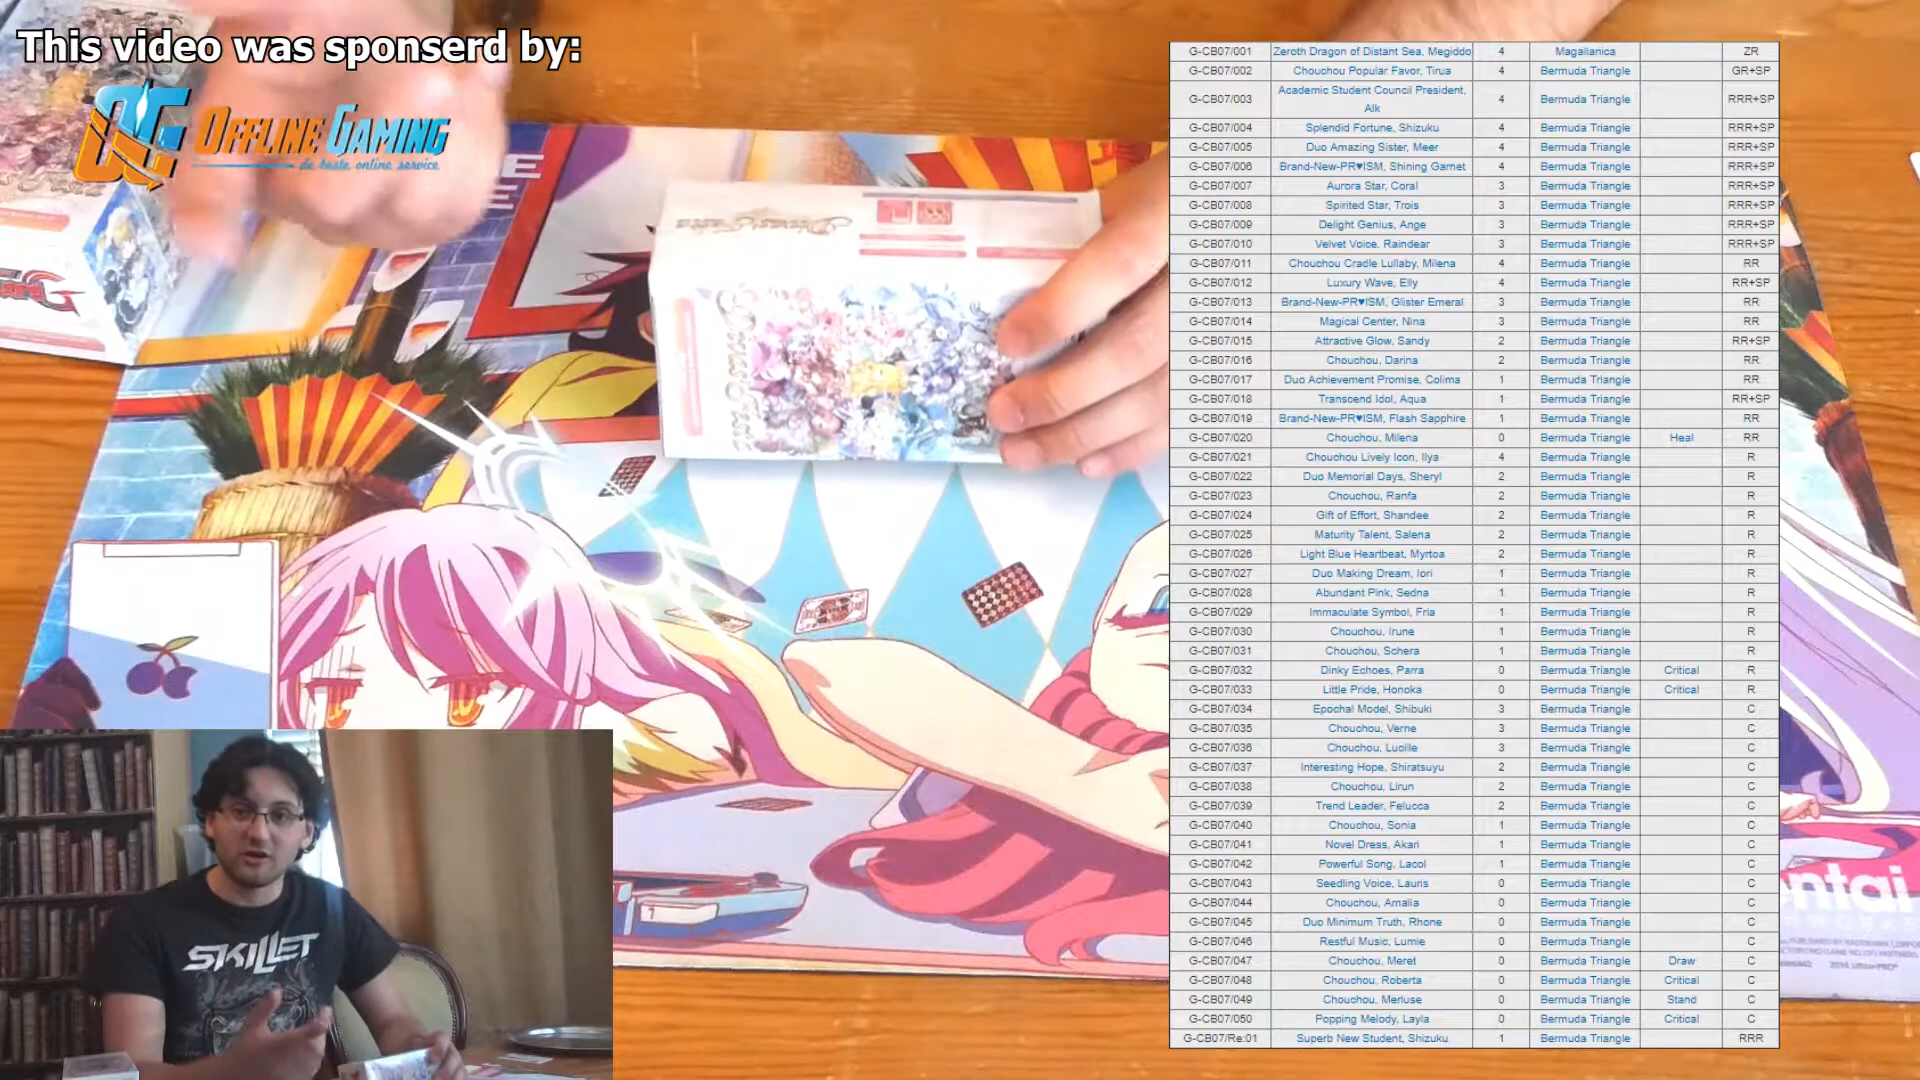 This video was sponserd by:
OG OFFLINE GAMING
de beste online service
G-CB07/001 Zeroth Dragon of Distant Sea, Megiddo 4 Magallanica ZR
G-CB07/002 Chouchou Popular Favor, Tirua 4 Bermuda Triangle GR+SP
G-CB07/003 Academic Student Council President, Alk 4 Bermuda Triangle RRR+SP
G-CB07/004 Splendid Fortune, Shizuku 4 Bermuda Triangle RRR+SP
G-CB07/005 Duo Amazing Sister, Meer 4 Bermuda Triangle RRR+SP
G-CB07/006 Brand-New-PR♥ISM, Shining Garnet 4 Bermuda Triangle RRR+SP
G-CB07/007 Aurora Star, Coral 3 Bermuda Triangle RRR+SP
G-CB07/008 Spirited Star, Trois 3 Bermuda Triangle RRR+SP
G-CB07/009 Delight Genius, Ange 3 Bermuda Triangle RRR+SP
G-CB07/010 Velvet Voice, Raindear 3 Bermuda Triangle RRR+SP
G-CB07/011 Chouchou Cradle Lullaby, Milena 4 Bermuda Triangle RR
G-CB07/012 Luxury Wave, Elly 4 Bermuda Triangle RR+SP
G-CB07/013 Brand-New-PR♥ISM, Glister Emeral 3 Bermuda Triangle RR
G-CB07/014 Magical Center, Nina 3 Bermuda Triangle RR
G-CB07/015 Attractive Glow, Sandy 2 Bermuda Triangle RR+SP
G-CB07/016 Chouchou, Darina 2 Bermuda Triangle RR
G-CB07/017 Duo Achievement Promise, Colima 1 Bermuda Triangle RR
G-CB07/018 Transcend Idol, Aqua 1 Bermuda Triangle RR+SP
G-CB07/019 Brand-New-PR♥ISM, Flash Sapphire 1 Bermuda Triangle RR
G-CB07/020 Chouchou, Milena 0 Bermuda Triangle Heal RR
G-CB07/021 Chouchou Lively Icon, Ilya 4 Bermuda Triangle R
G-CB07/022 Duo Memorial Days, Sheryl 2 Bermuda Triangle R
G-CB07/023 Chouchou, Ranfa 2 Bermuda Triangle R
G-CB07/024 Gift of Effort, Shandee 2 Bermuda Triangle R
G-CB07/025 Maturity Talent, Salena 2 Bermuda Triangle R
G-CB07/026 Light Blue Heartbeat, Myrtoa 2 Bermuda Triangle R
G-CB07/027 Duo Making Dream, Iori 1 Bermuda Triangle R
G-CB07/028 Abundant Pink, Sedna 1 Bermuda Triangle R
G-CB07/029 Immaculate Symbol, Fria 1 Bermuda Triangle R
G-CB07/030 Chouchou, Irune 1 Bermuda Triangle R
G-CB07/031 Chouchou, Schera 1 Bermuda Triangle R
G-CB07/032 Dinky Echoes, Parra 0 Bermuda Triangle Critical R
G-CB07/033 Little Pride, Honoka 0 Bermuda Triangle Critical R
G-CB07/034 Epochal Model, Shibuki 3 Bermuda Triangle C
G-CB07/035 Chouchou, Verne 3 Bermuda Triangle C
G-CB07/036 Chouchou, Lucille 3 Bermuda Triangle C
G-CB07/037 Interesting Hope, Shiratsuyu 2 Bermuda Triangle C
G-CB07/038 Chouchou, Lirun 2 Bermuda Triangle C
G-CB07/039 Trend Leader, Felucca 2 Bermuda Triangle C
G-CB07/040 Chouchou, Sonia 1 Bermuda Triangle C
G-CB07/041 Novel Dress, Akari 1 Bermuda Triangle C
G-CB07/042 Powerful Song, Lacol 1 Bermuda Triangle C
G-CB07/043 Seedling Voice, Lauris 0 Bermuda Triangle C
G-CB07/044 Chouchou, Amalia 0 Bermuda Triangle C
G-CB07/045 Duo Minimum Truth, Rhone 0 Bermuda Triangle C
G-CB07/046 Restful Music, Lumie 0 Bermuda Triangle C
G-CB07/047 Chouchou, Meret 0 Bermuda Triangle Draw C
G-CB07/048 Chouchou, Roberta 0 Bermuda Triangle Critical C
G-CB07/049 Chouchou, Merluse 0 Bermuda Triangle Stand C
G-CB07/050 Popping Melody, Layla 0 Bermuda Triangle Critical C
G-CB07/Re:01 Superb New Student, Shizuku 1 Bermuda Triangle RRR
SKILLET
ntai